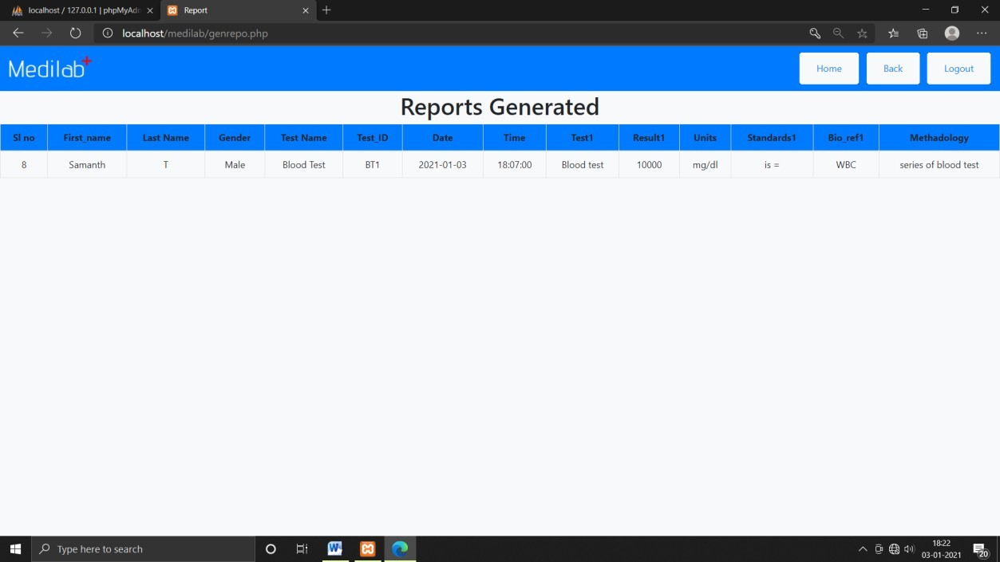 localhost / 127.0.0.1 | phpMyAdm
Report
localhost/medilab/genrepo.php
Medilab+
Home Back Logout
Reports Generated
Sl no First_name Last Name Gender Test Name Test_ID Date Time Test1 Result1 Units Standards1 Bio_ref1 Methadology
8 Samanth T Male Blood Test BT1 2021-01-03 18:07:00 Blood test 10000 mg/dl is = WBC series of blood test
Type here to search
18:22
03-01-2021
20